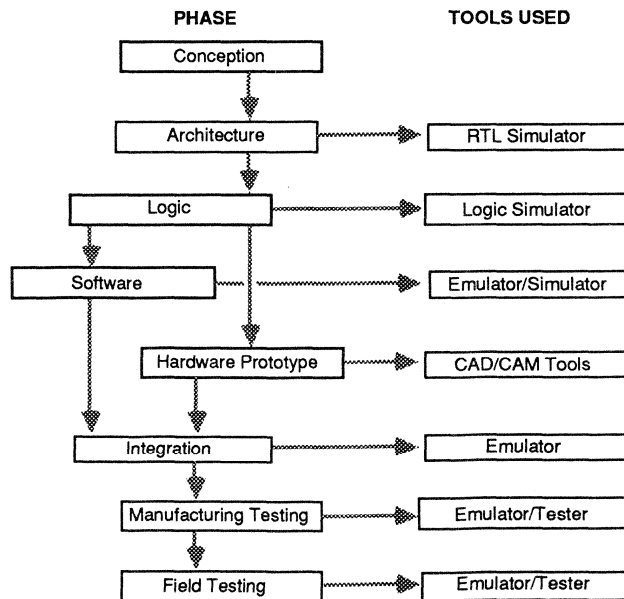 PHASE TOOLS USED
Conception
Architecture RTL Simulator
Logic Logic Simulator
Software Emulator/Simulator
Hardware Prototype CAD/CAM Tools
Integration Emulator
Manufacturing Testing Emulator/Tester
Field Testing Emulator/Tester